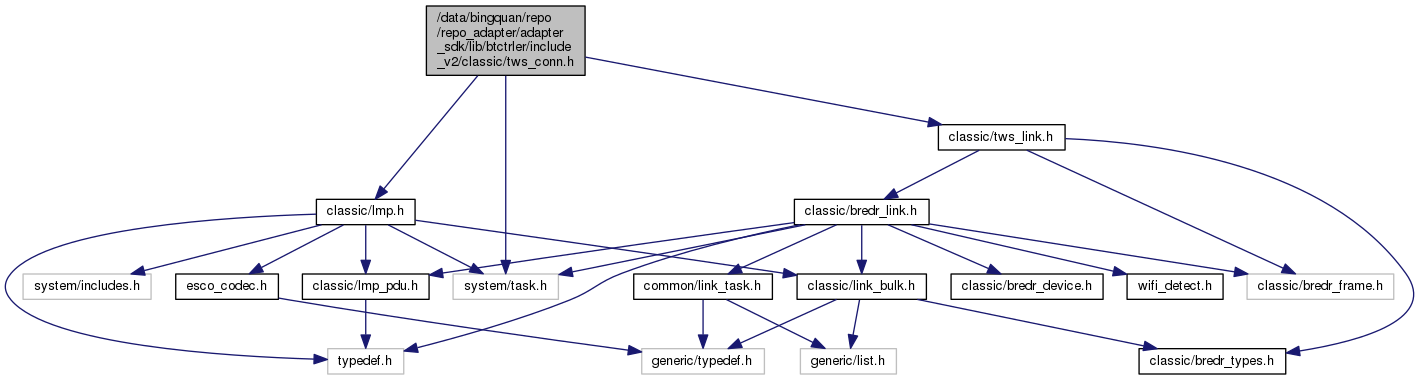 /data/bingquan/repo
/repo_adapter/adapter
_sdk/lib/btctrler/include
_v2/classic/tws_conn.h
classic/tws_link.h
classic/lmp.h
classic/bredr_link.h
system/includes.h
esco_codec.h
classic/lmp_pdu.h
system/task.h
common/link_task.h
classic/link_bulk.h
classic/bredr_device.h
wifi_detect.h
classic/bredr_frame.h
typedef.h
generic/typedef.h
generic/list.h
classic/bredr_types.h